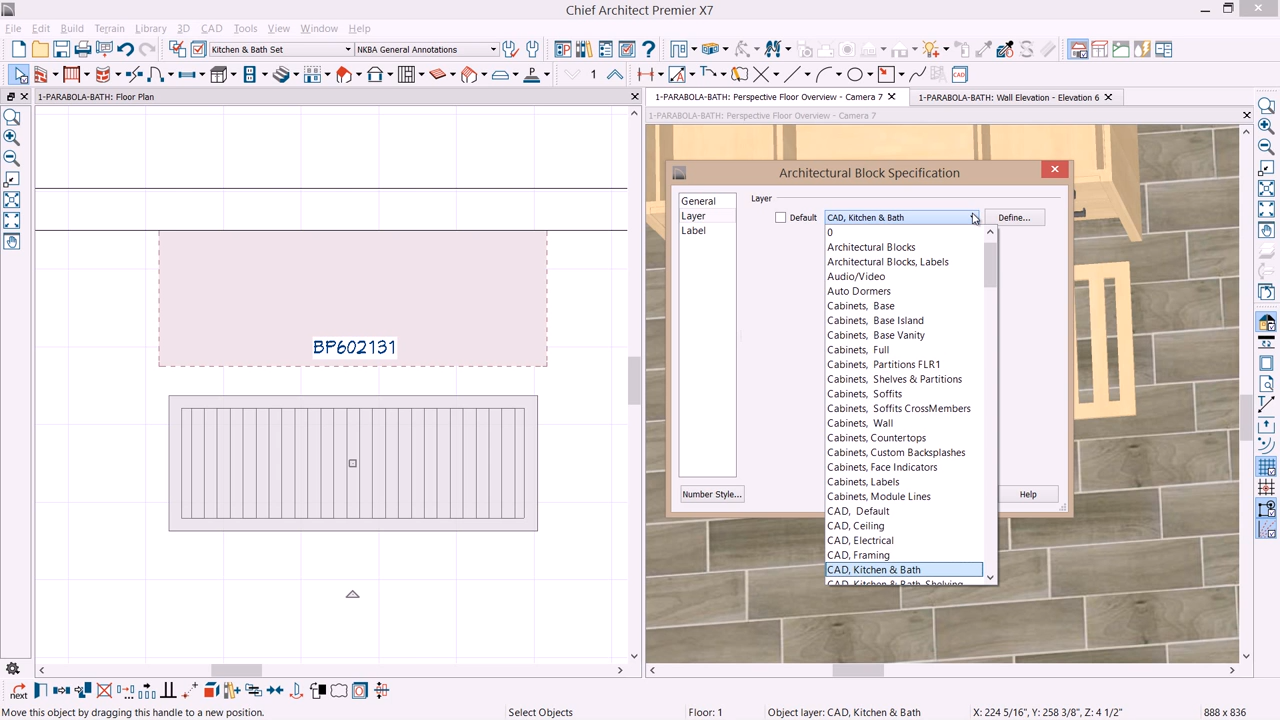 Chief Architect Premier X7
File Edit Build Terrain Library 3D CAD Tools View Window Help
Kitchen & Bath Set NKBA General Annotations
1
1-PARABOLA-BATH: Floor Plan
1-PARABOLA-BATH: Perspective Floor Overview - Camera 7
1-PARABOLA-BATH: Wall Elevation - Elevation 6
1-PARABOLA-BATH: Perspective Floor Overview - Camera 7
BP602131
Architectural Block Specification
General
Layer
Label
Layer
Default CAD, Kitchen & Bath Define...
0
Architectural Blocks
Architectural Blocks, Labels
Audio/Video
Auto Dormers
Cabinets,  Base
Cabinets,  Base Island
Cabinets,  Base Vanity
Cabinets,  Full
Cabinets,  Partitions FLR1
Cabinets,  Shelves & Partitions
Cabinets,  Soffits
Cabinets,  Soffits CrossMembers
Cabinets,  Wall
Cabinets, Countertops
Cabinets, Custom Backsplashes
Cabinets, Face Indicators
Cabinets, Labels
Cabinets, Module Lines
CAD,  Default
CAD, Ceiling
CAD, Electrical
CAD, Framing
CAD, Kitchen & Bath
CAD, Kitchen & Bath, Shelving
Number Style... Help
next
Move this object by dragging this handle to a new position. Select Objects Floor: 1 Object layer: CAD, Kitchen & Bath X: 224 5/16", Y: 258 3/8", Z: 4 1/2" 888 x 836